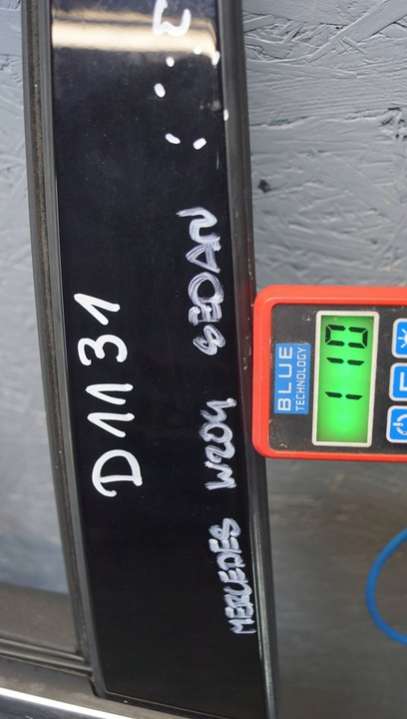 D1131
MERCEDES W204 SEDAN
BLUE
TECHNOLOGY
110